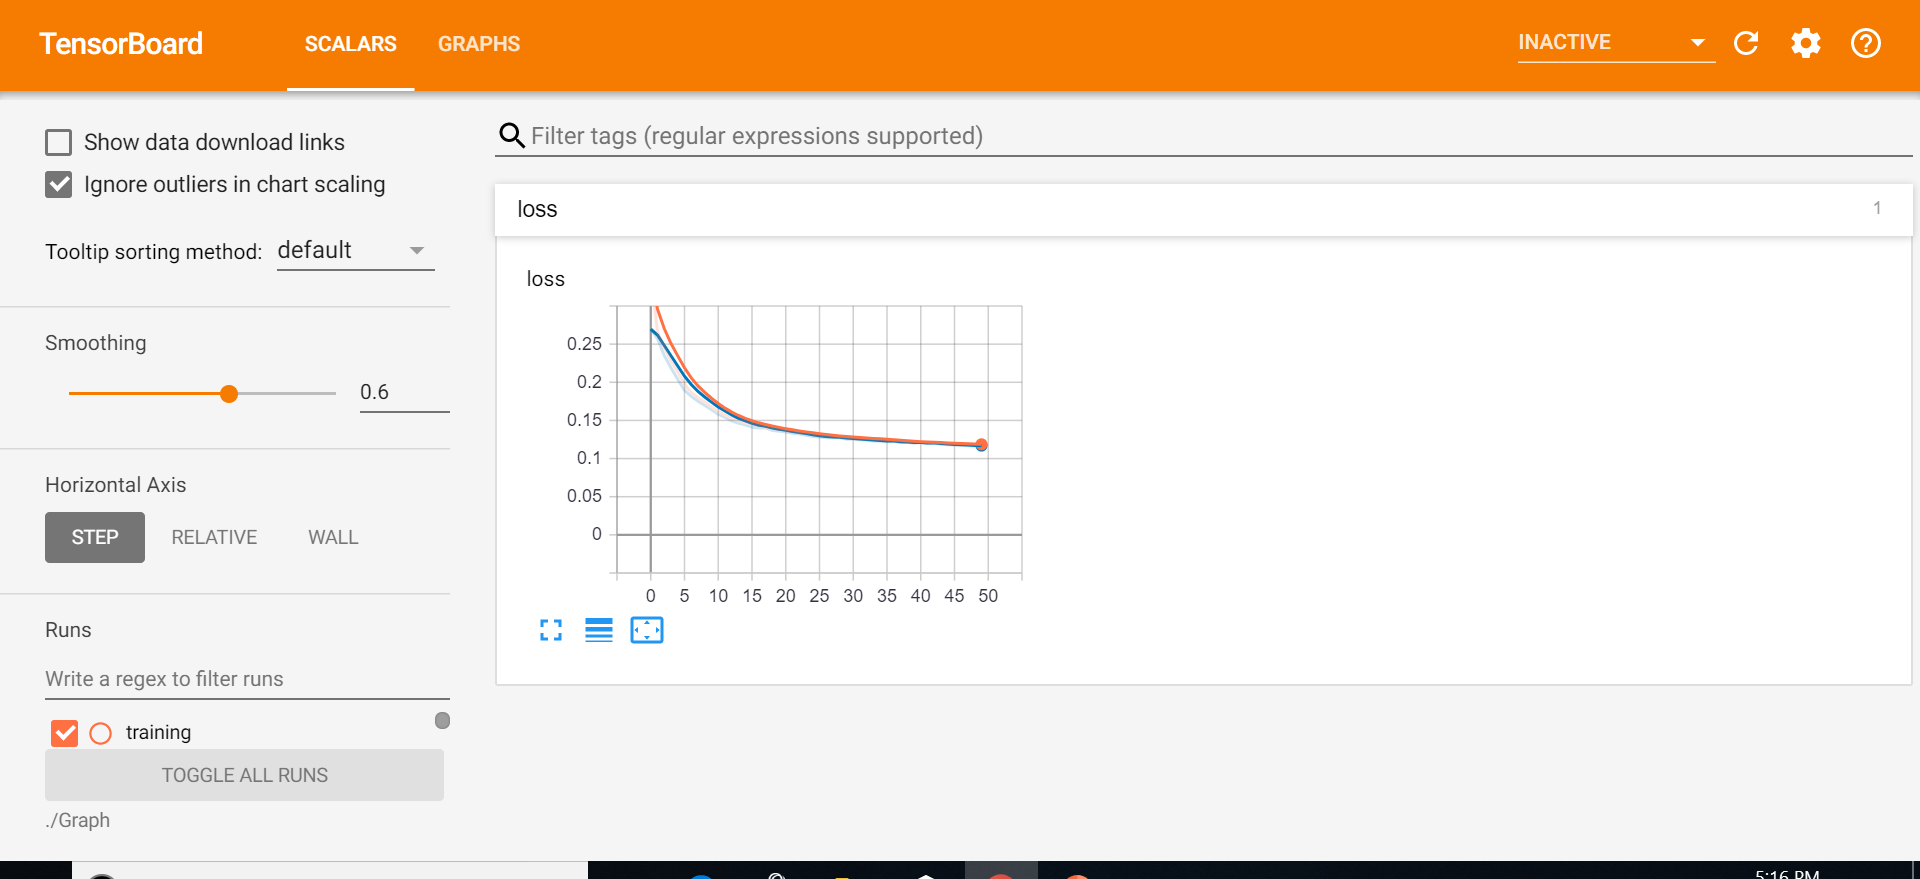 TensorBoard SCALARS GRAPHS INACTIVE
Show data download links
Ignore outliers in chart scaling
Tooltip sorting method: default
Smoothing
0.6
Horizontal Axis
STEP RELATIVE WALL
Runs
Write a regex to filter runs
training
TOGGLE ALL RUNS
./Graph
Filter tags (regular expressions supported)
loss 1
loss
0.25
0.2
0.15
0.1
0.05
0
0 5 10 15 20 25 30 35 40 45 50
5:16 PM